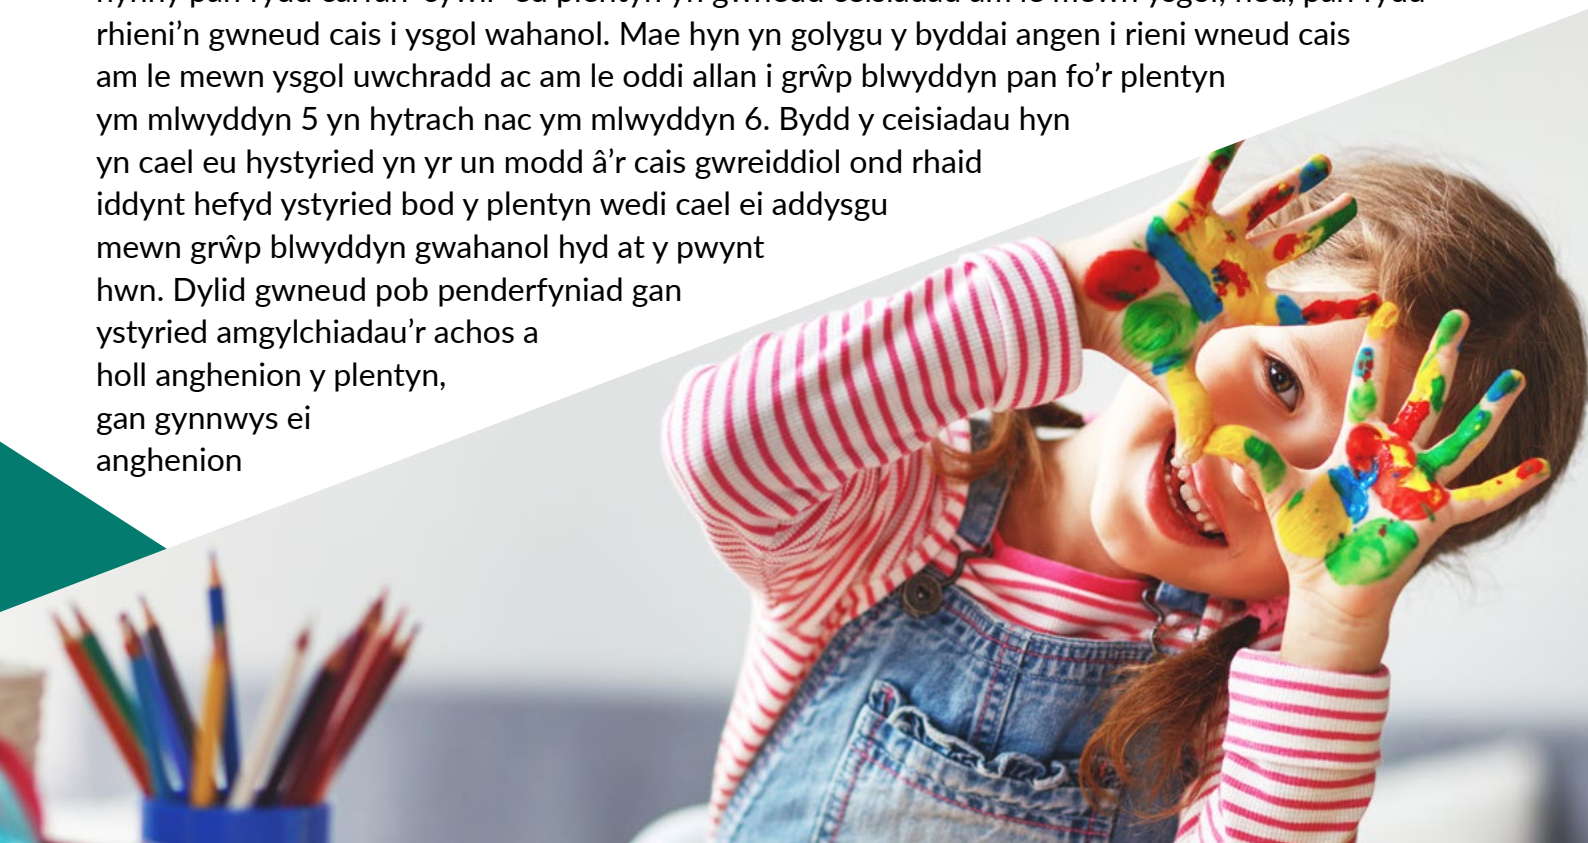 rhieni’n gwneud cais i ysgol wahanol. Mae hyn yn golygu y byddai angen i rieni wneud cais
am le mewn ysgol uwchradd ac am le oddi allan i grŵp blwyddyn pan fo’r plentyn
ym mlwyddyn 5 yn hytrach nac ym mlwyddyn 6. Bydd y ceisiadau hyn
yn cael eu hystyried yn yr un modd â’r cais gwreiddiol ond rhaid
iddynt hefyd ystyried bod y plentyn wedi cael ei addysgu
mewn grŵp blwyddyn gwahanol hyd at y pwynt
hwn. Dylid gwneud pob penderfyniad gan
ystyried amgylchiadau’r achos a
holl anghenion y plentyn,
gan gynnwys ei
anghenion